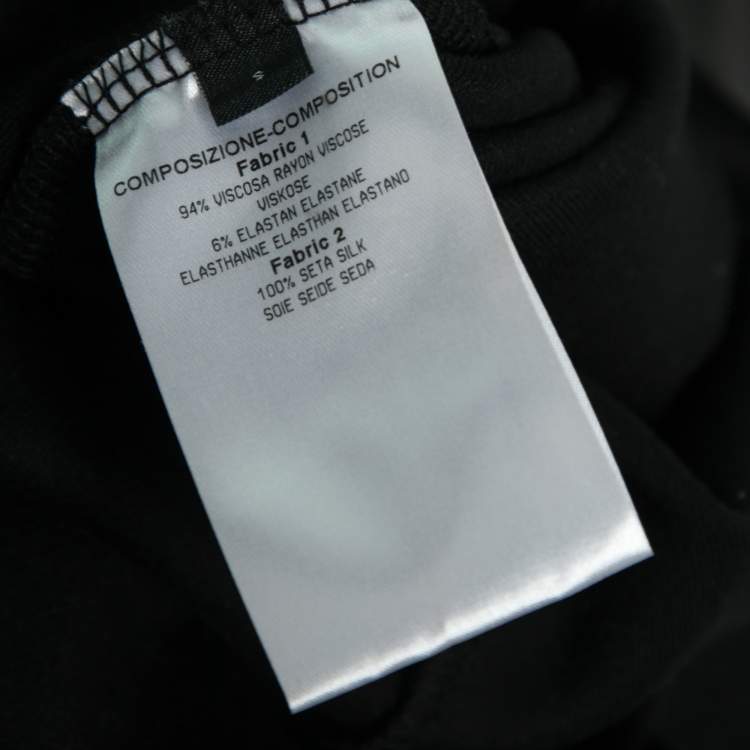 S
COMPOSIZIONE-COMPOSITION
Fabric 1
94% VISCOSA RAYON VISCOSE
VISKOSE
6% ELASTAN ELASTANE
ELASTHANNE ELASTHAN ELASTANO
Fabric 2
100% SETA SILK
SOIE SEIDE SEDA